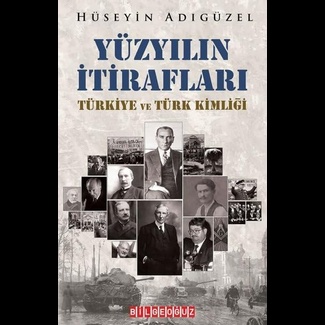 HÜSEYİN ADIGÜZEL
YÜZYILIN
İTİRAFLARI
TÜRKİYE VE TÜRK KİMLİĞİ
BİLGEOĞUZ